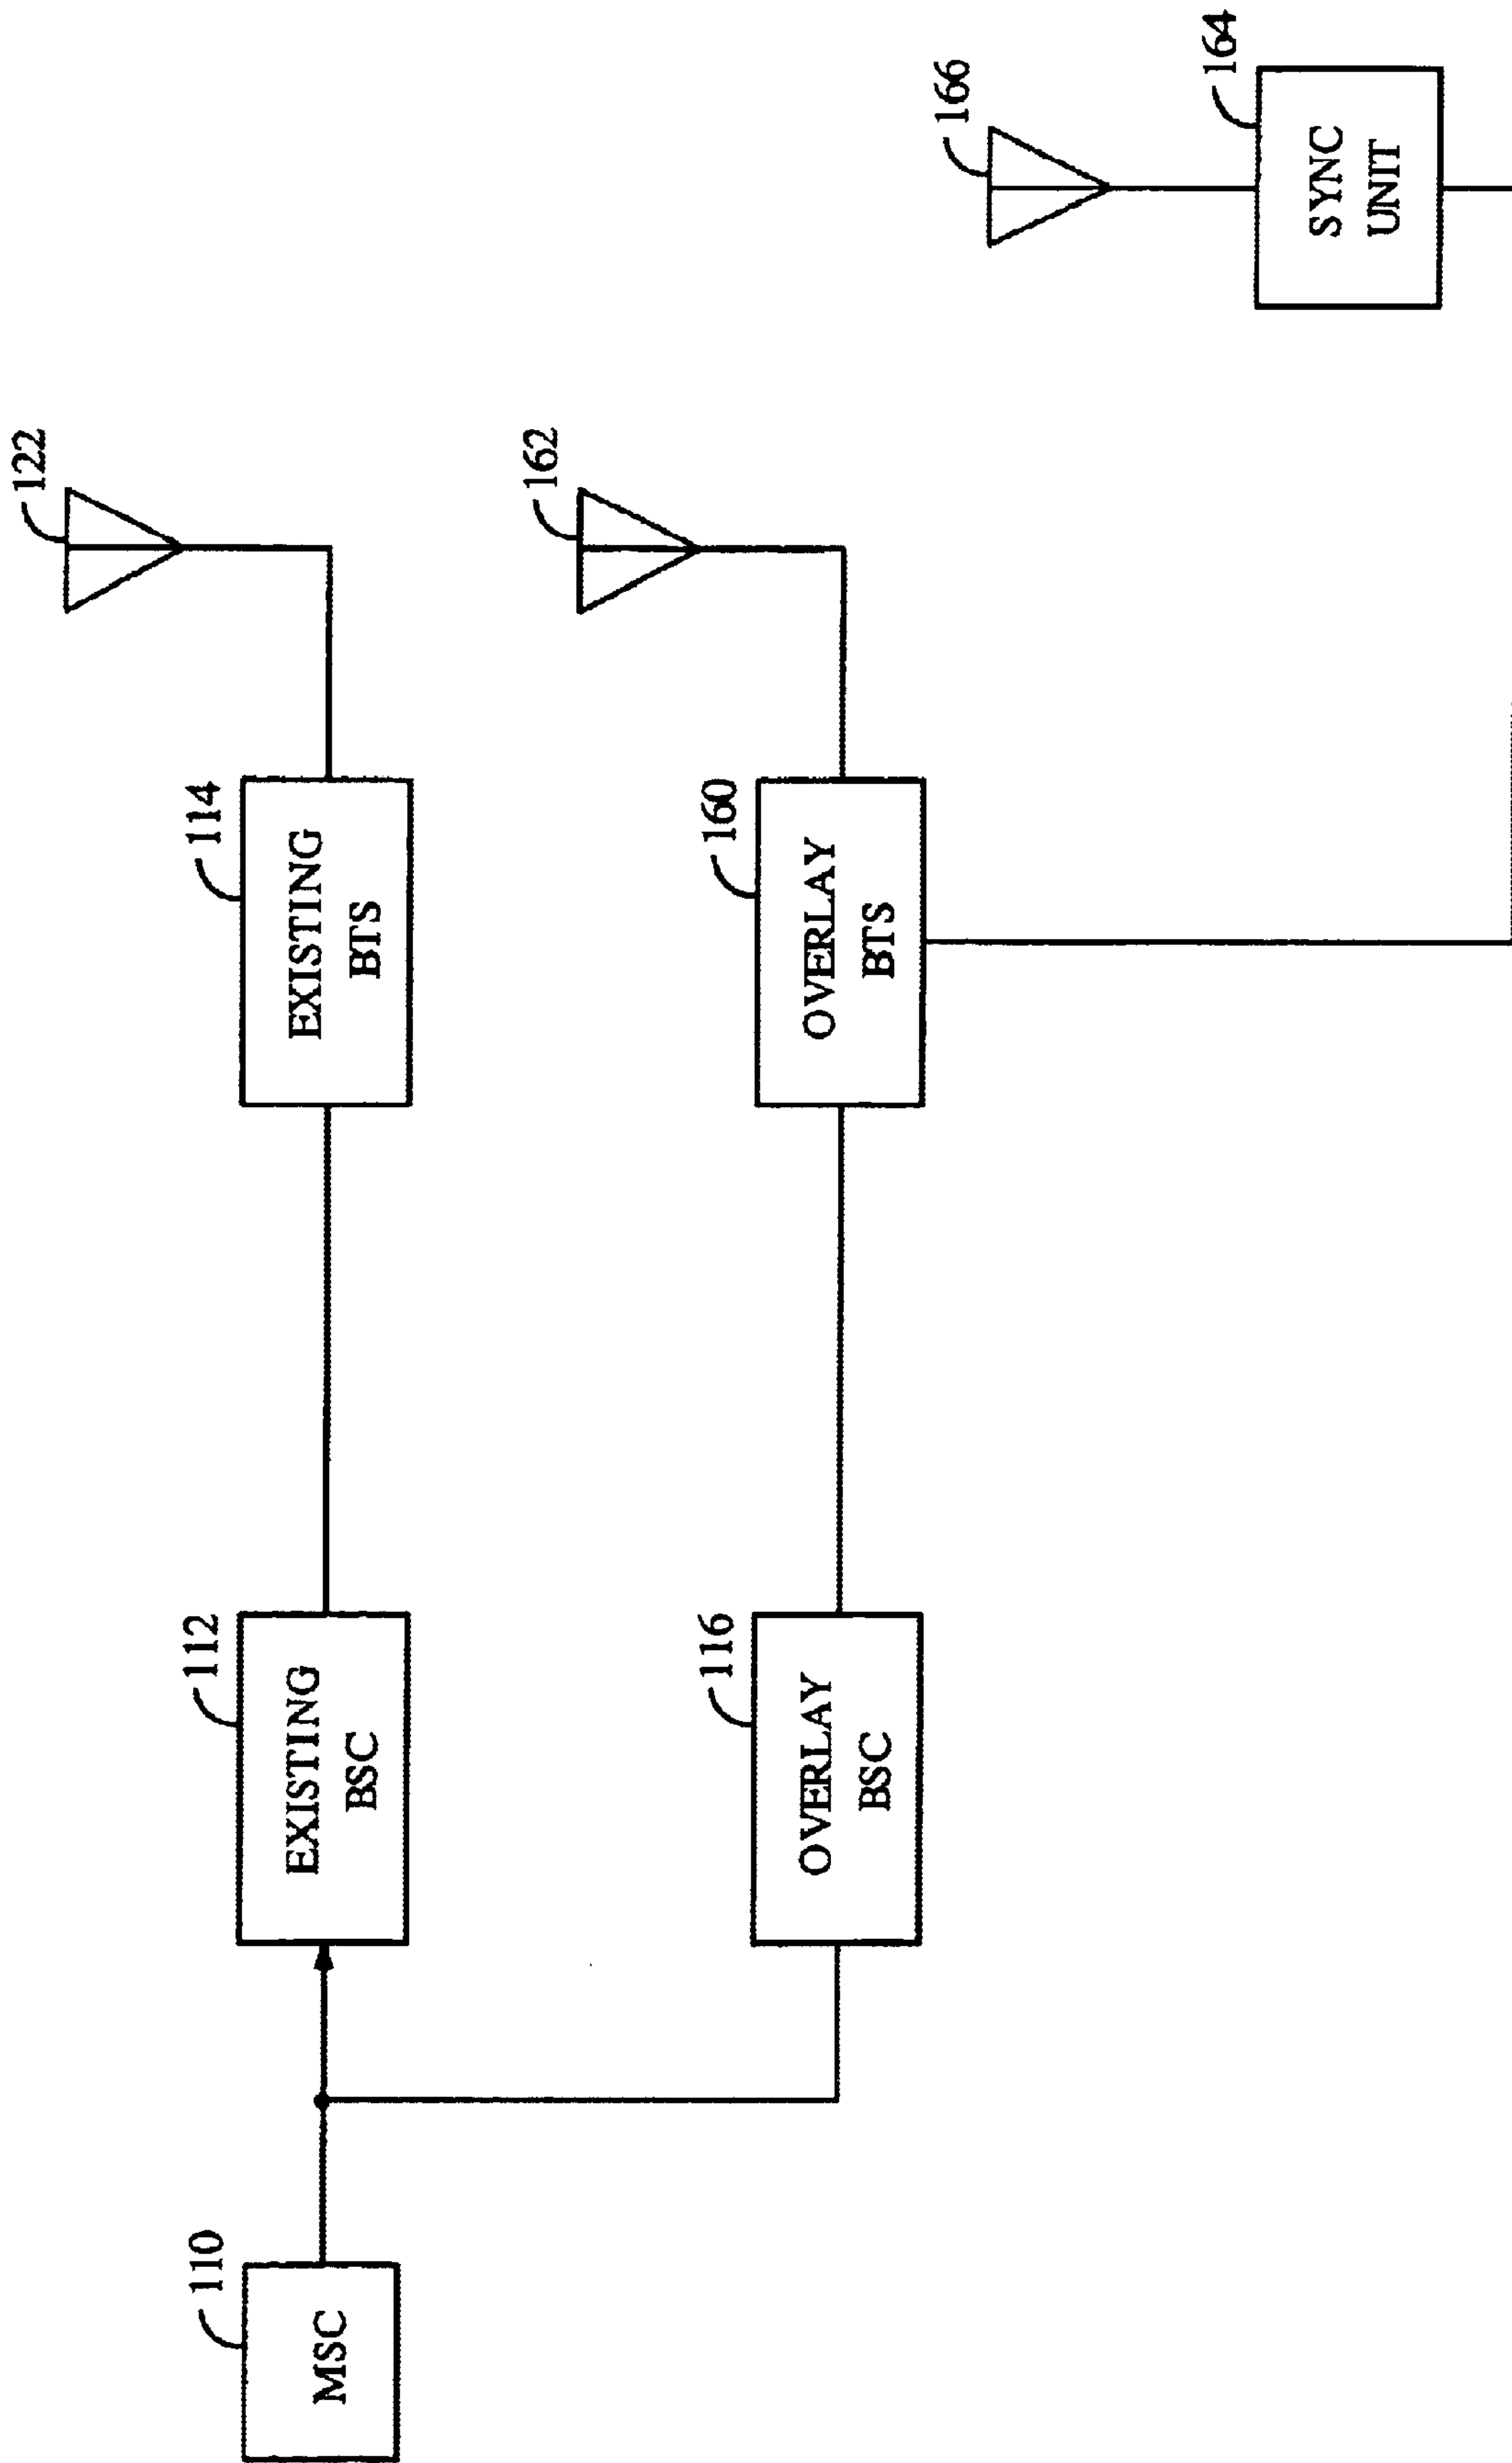 110
MSC
112
EXISTING
BSC
114
EXISTING
BTS
122
116
OVERLAY
BSC
160
OVERLAY
BTS
162
166
164
SYNC
UNIT